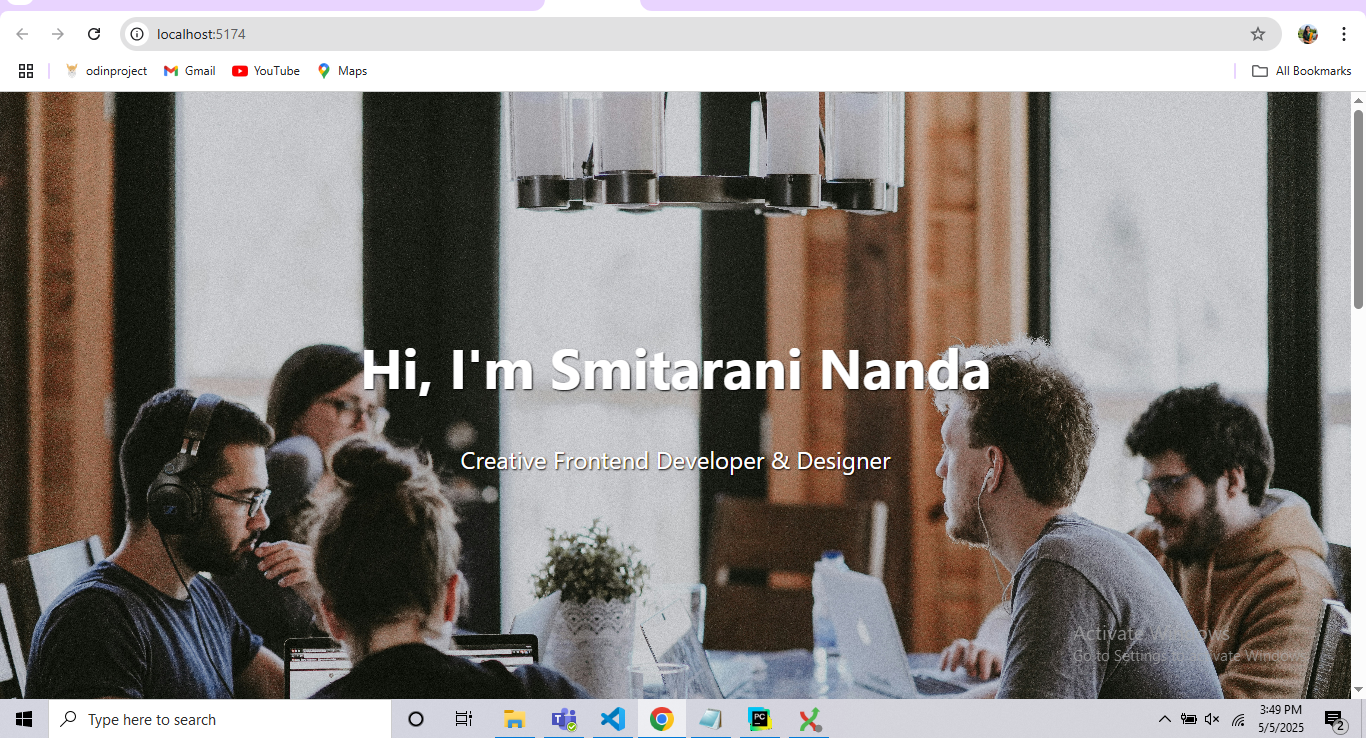 localhost:5174
odinproject
Gmail
YouTube
Maps
All Bookmarks
Hi, I'm Smitarani Nanda
Creative Frontend Developer & Designer
Activate Windows
Go to Settings to activate Windows.
Type here to search
PC
3:49 PM
5/5/2025
2